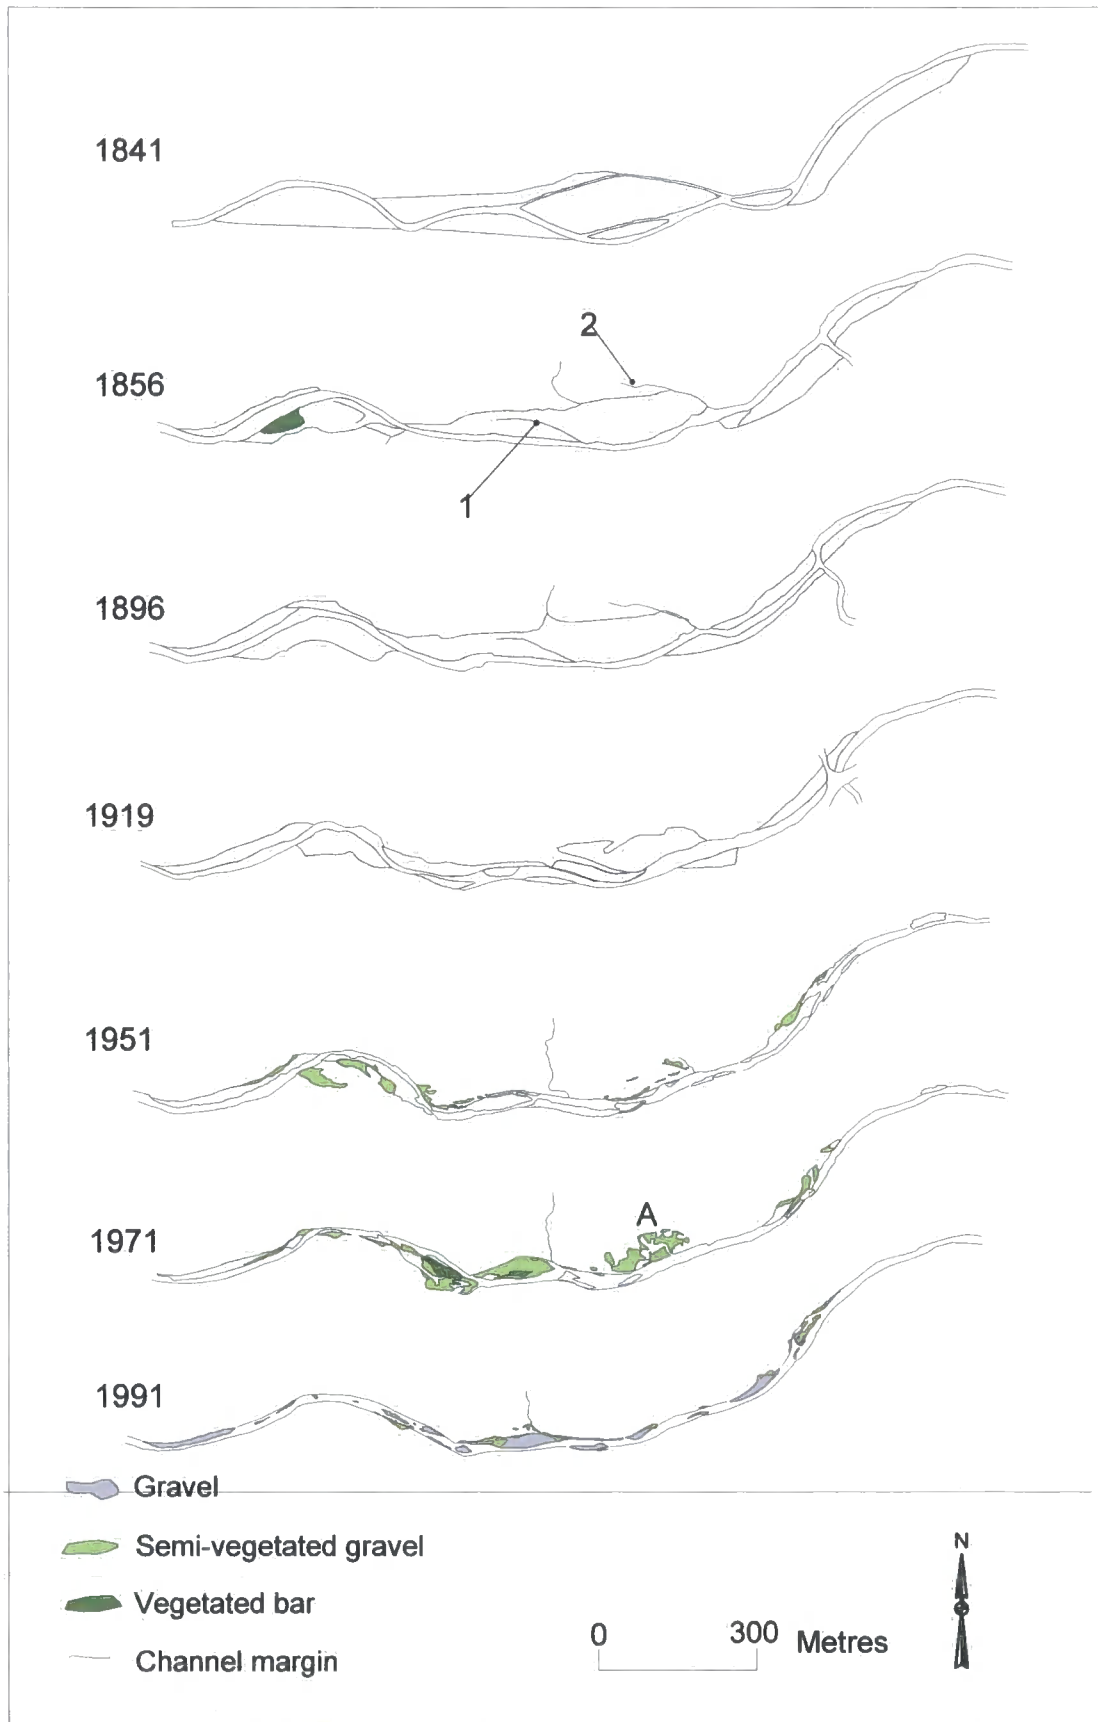 1841
2
1856
1
1896
1919
1951
A
1971
1991
Gravel
Semi-vegetated gravel
Vegetated bar
Channel margin
0 300 Metres
N